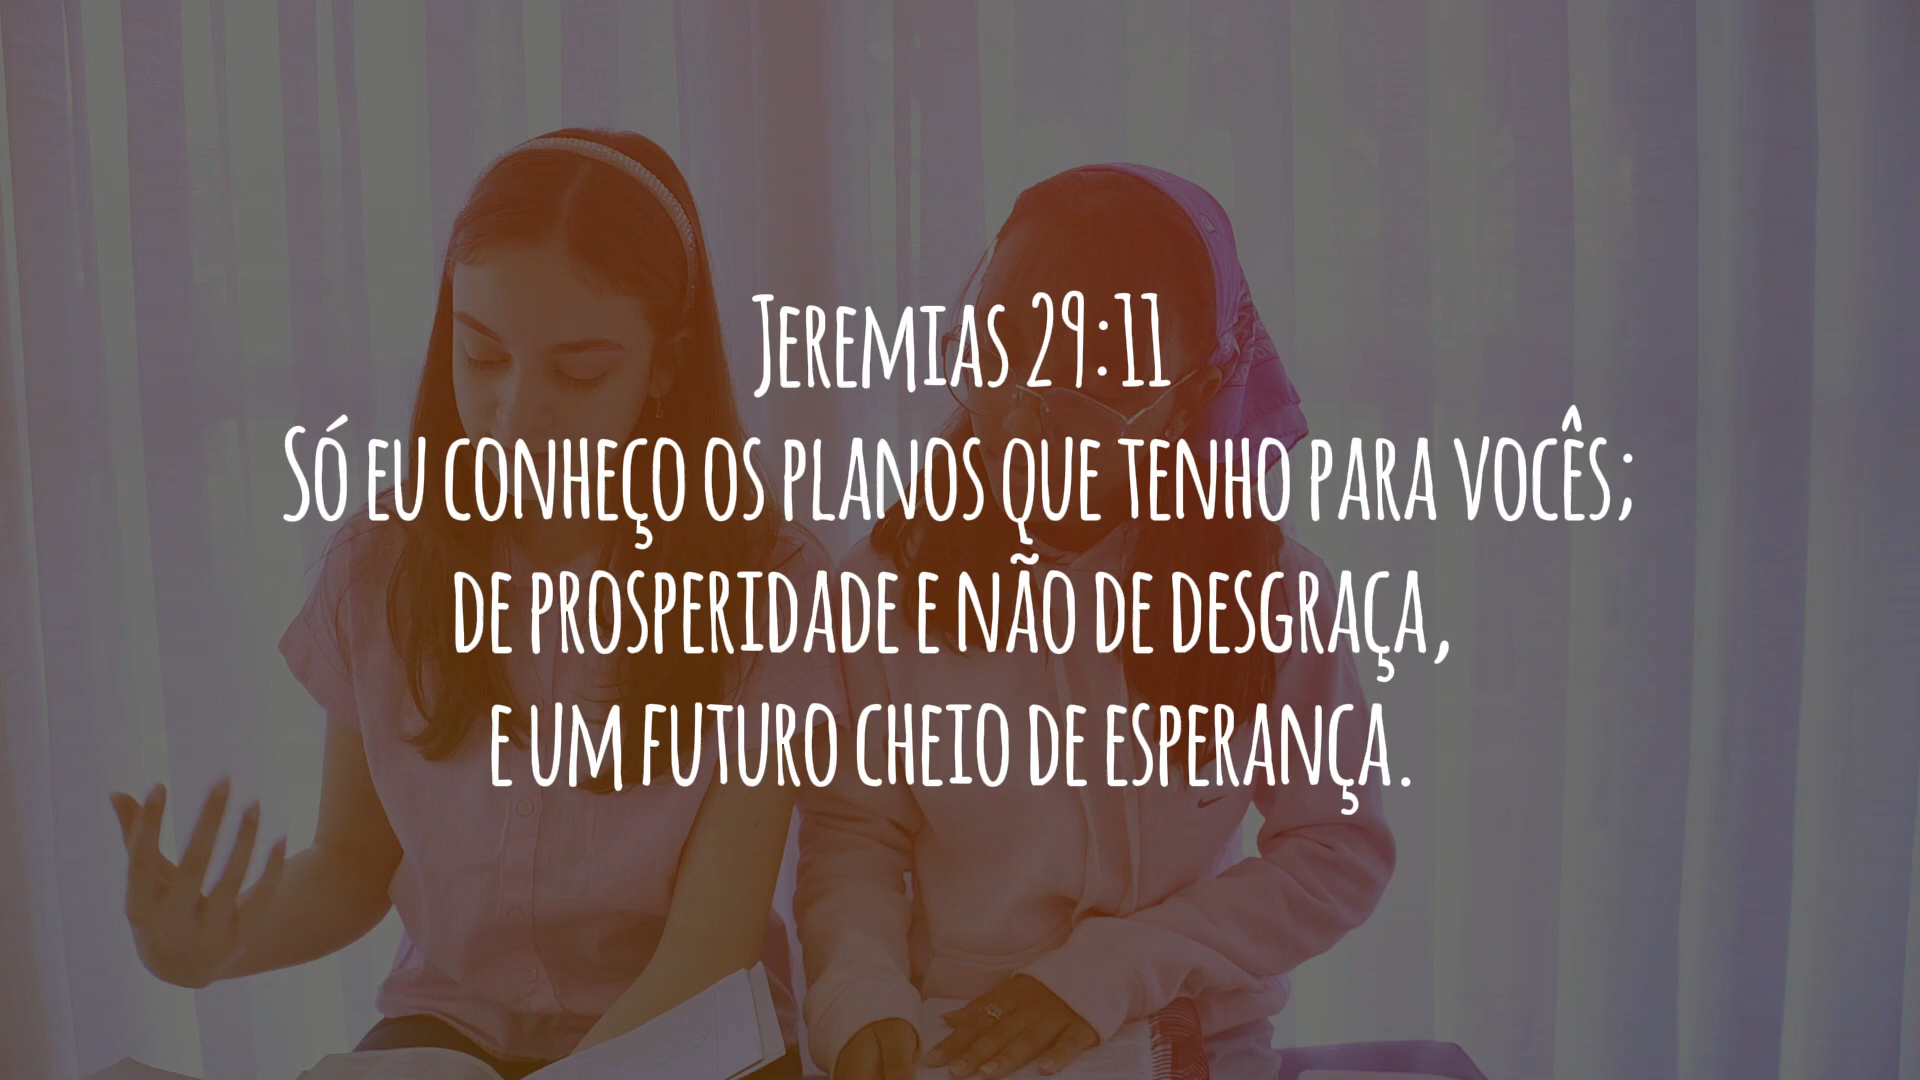 Jeremias 29:11
Só eu conheço os planos que tenho para vocês;
de prosperidade e não de desgraça,
e um futuro cheio de esperança.